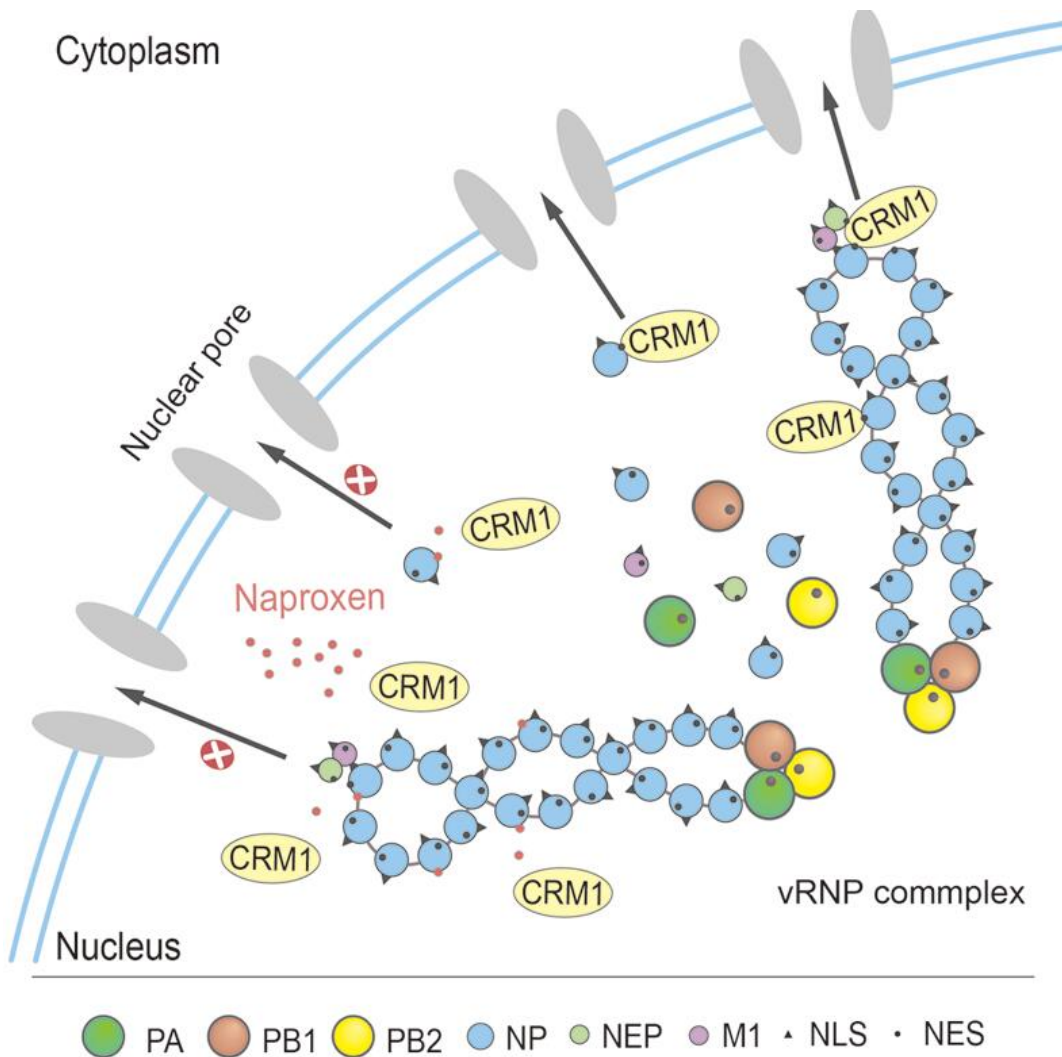 Cytoplasm
CRM1
CRM1
Nuclear pore
CRM1
CRM1
Naproxen
CRM1
CRM1
CRM1
vRNP commplex
Nucleus
PA PB1 PB2 NP NEP M1 NLS NES